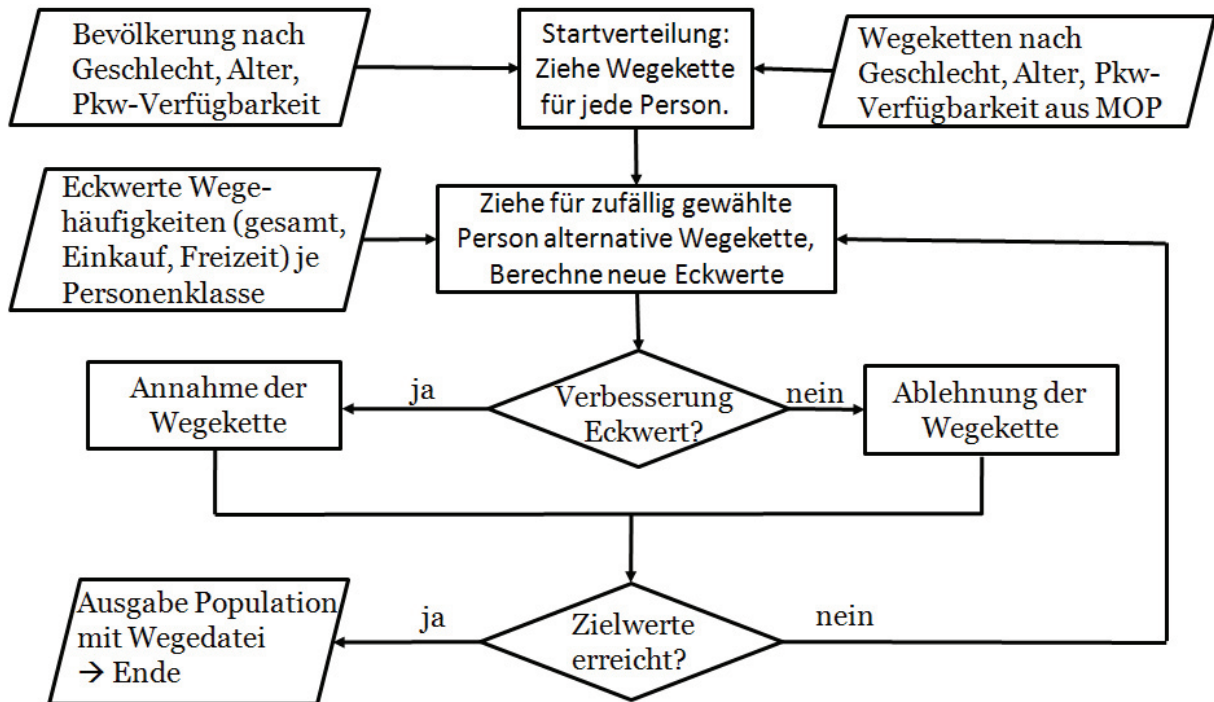 Bevölkerung nach
Geschlecht, Alter,
Pkw-Verfügbarkeit
Startverteilung:
Ziehe Wegekette
für jede Person.
Wegeketten nach
Geschlecht, Alter, Pkw-
Verfügbarkeit aus MOP
Eckwerte Wege-
häufigkeiten (gesamt,
Einkauf, Freizeit) je
Personenklasse
Ziehe für zufällig gewählte
Person alternative Wegekette,
Berechne neue Eckwerte
Annahme der
Wegekette
ja
Verbesserung
Eckwert?
nein
Ablehnung der
Wegekette
Ausgabe Population
mit Wegedatei
→ Ende
ja
Zielwerte
erreicht?
nein